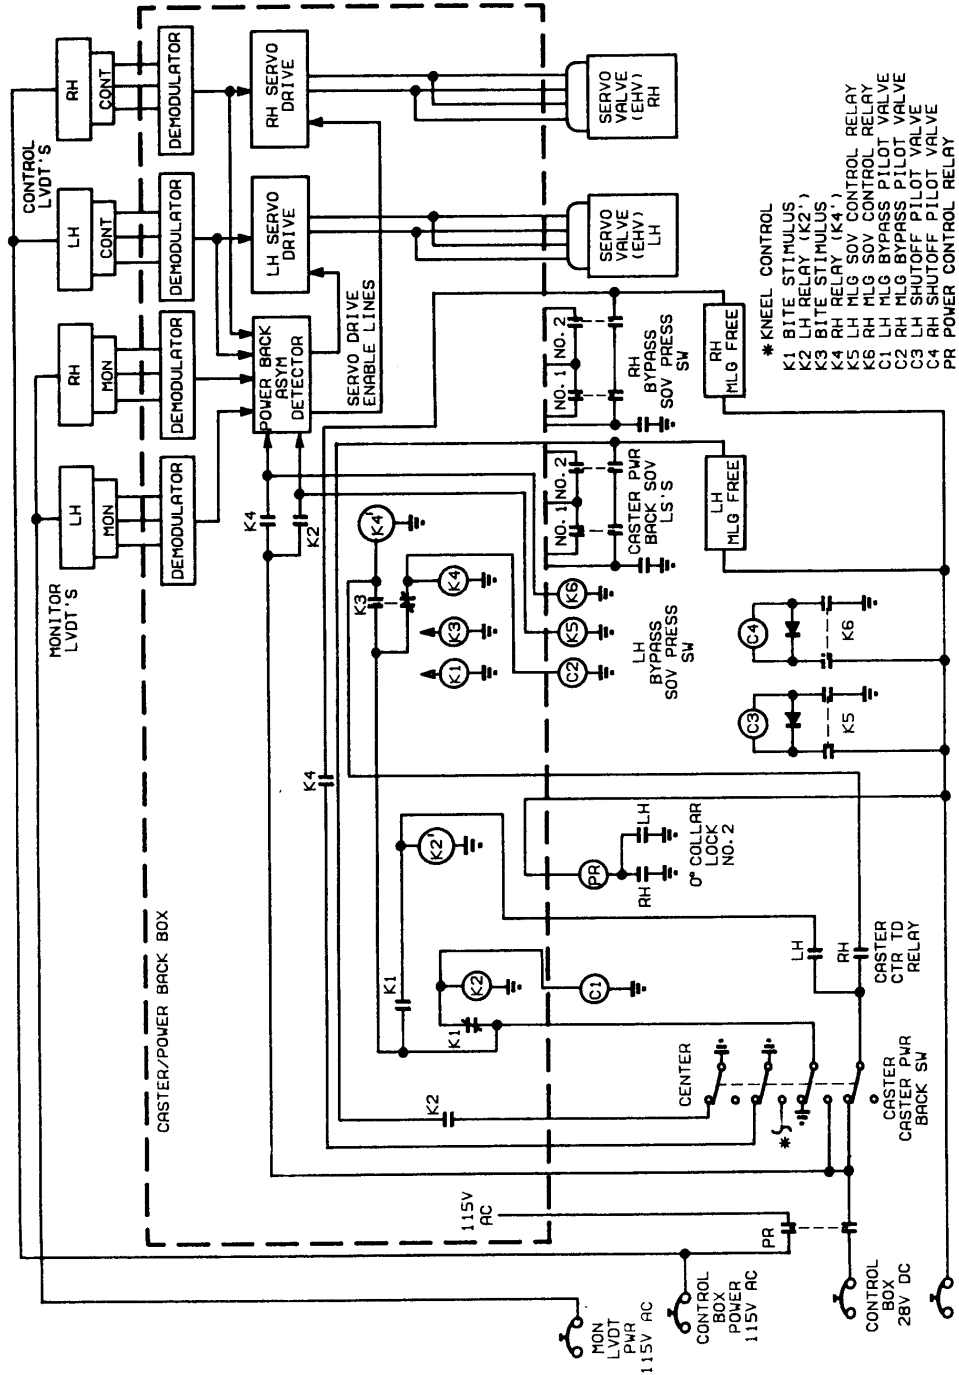 MONITOR
LVDT'S
CONTROL
LVDT'S
LH
MON
RH
MON
LH
CONT
RH
CONT
CASTER/POWER BACK BOX
DEMODULATOR
DEMODULATOR
DEMODULATOR
DEMODULATOR
K4
K2
POWER BACK
ASYM
DETECTOR
LH SERVO
DRIVE
RH SERVO
DRIVE
SERVO DRIVE
ENABLE LINES
K4
K3
K4'
K4
K3
K1
K1
K2'
K1
K2
K2
115V
AC
C1
C2
K5
K6
NO. 1
NO. 2
NO. 1
NO. 2
CASTER PWR
BACK SOV
LS'S
RH
BYPASS
SOV PRESS
SW
LH
BYPASS
SOV PRESS
SW
SERVO
VALVE
(EHV)
LH
SERVO
VALVE
(EHV)
RH
PR
RH
LH
0° COLLAR
LOCK
NO. 2
CENTER
*
CASTER
CASTER PWR
BACK SW
LH
RH
CASTER
CTR TD
RELAY
C3
K5
C4
K6
LH
MLG FREE
RH
MLG FREE
PR
MON
LVDT
PWR
115V AC
CONTROL
BOX
POWER
115V AC
CONTROL
BOX
28V DC
* KNEEL CONTROL
K1 BITE STIMULUS
K2 LH RELAY (K2')
K3 BITE STIMULUS
K4 RH RELAY (K4')
K5 LH MLG SOV CONTROL RELAY
K6 RH MLG SOV CONTROL RELAY
C1 LH MLG BYPASS PILOT VALVE
C2 RH MLG BYPASS PILOT VALVE
C3 LH SHUTOFF PILOT VALVE
C4 RH SHUTOFF PILOT VALVE
PR POWER CONTROL RELAY